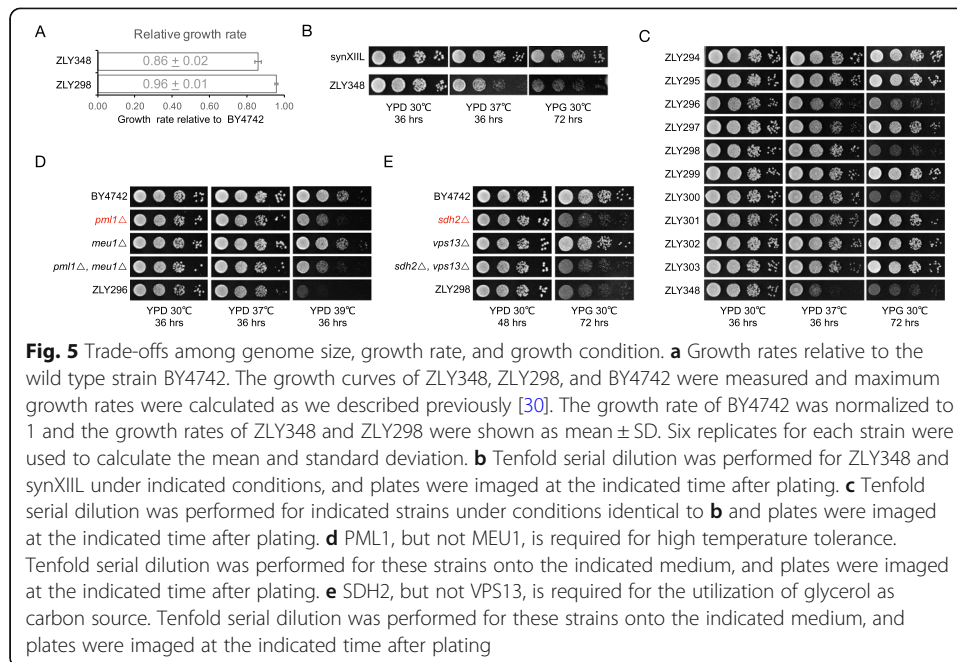 A
Relative growth rate
ZLY348
0.86 ± 0.02
ZLY298
0.96 ± 0.01
0.00 0.20 0.40 0.60 0.80 1.00
Growth rate relative to BY4742
B
synXIIL
ZLY348
YPD 30℃ YPD 37℃ YPG 30℃
36 hrs 36 hrs 72 hrs
C
ZLY294
ZLY295
ZLY296
ZLY297
ZLY298
ZLY299
ZLY300
ZLY301
ZLY302
ZLY303
ZLY348
YPD 30℃ YPD 37℃ YPG 30℃
36 hrs 36 hrs 72 hrs
D
BY4742
pml1△
meu1△
pml1△, meu1△
ZLY296
YPD 30℃ YPD 37℃ YPD 39℃
36 hrs 36 hrs 36 hrs
E
BY4742
sdh2△
vps13△
sdh2△, vps13△
ZLY298
YPD 30℃ YPG 30℃
48 hrs 72 hrs
Fig. 5 Trade-offs among genome size, growth rate, and growth condition. a Growth rates relative to the
wild type strain BY4742. The growth curves of ZLY348, ZLY298, and BY4742 were measured and maximum
growth rates were calculated as we described previously [30]. The growth rate of BY4742 was normalized to
1 and the growth rates of ZLY348 and ZLY298 were shown as mean ± SD. Six replicates for each strain were
used to calculate the mean and standard deviation. b Tenfold serial dilution was performed for ZLY348 and
synXIIL under indicated conditions, and plates were imaged at the indicated time after plating. c Tenfold
serial dilution was performed for indicated strains under conditions identical to b and plates were imaged
at the indicated time after plating. d PML1, but not MEU1, is required for high temperature tolerance.
Tenfold serial dilution was performed for these strains onto the indicated medium, and plates were imaged
at the indicated time after plating. e SDH2, but not VPS13, is required for the utilization of glycerol as
carbon source. Tenfold serial dilution was performed for these strains onto the indicated medium, and
plates were imaged at the indicated time after plating